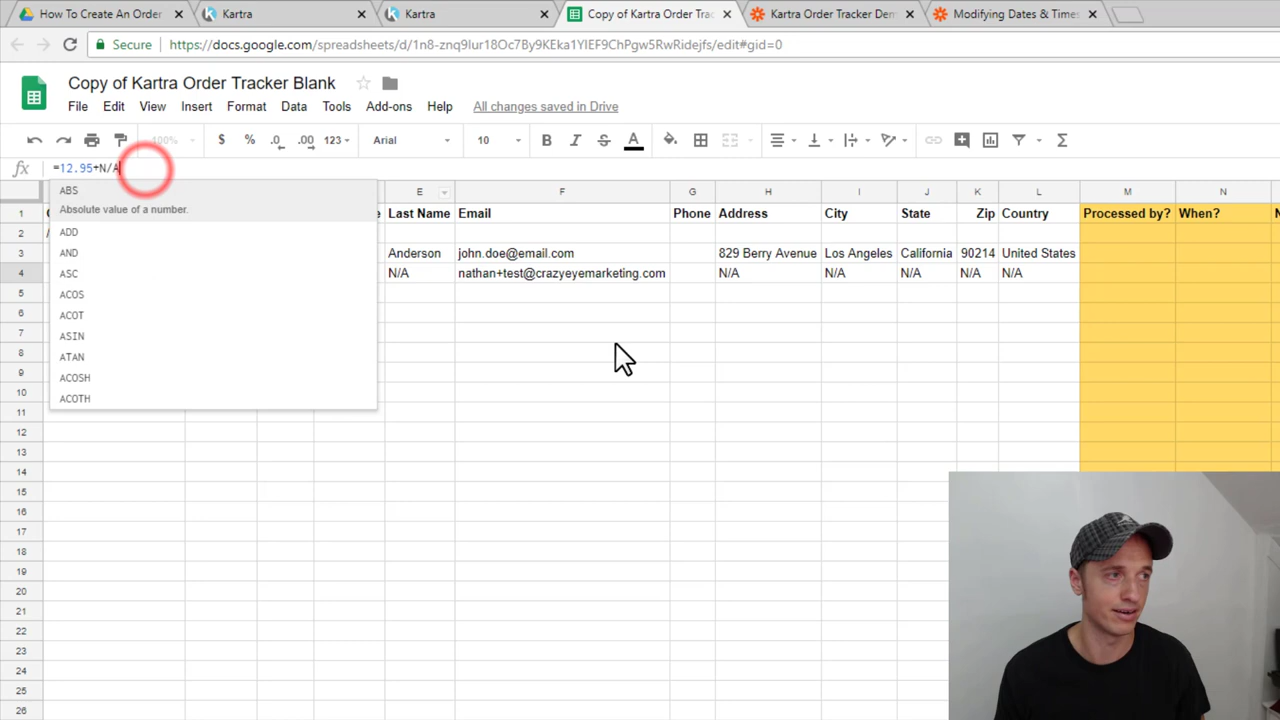 How To Create An Order
Kartra
Kartra
Copy of Kartra Order Trac
Kartra Order Tracker Dem
Modifying Dates & Times
Secure
https://docs.google.com/spreadsheets/d/1n8-znq9lur18Oc7By9KEka1YlEF9ChPgw5RwRidejfs/edit#gid=0
Copy of Kartra Order Tracker Blank
File Edit View Insert Format Data Tools Add-ons Help All changes saved in Drive
100% $ % .0 .00 123 Arial 10 B I S A Σ
fx =12.95+N/A
E F G H I J K L M N
1 Last Name Email Phone Address City State Zip Country Processed by? When?
2
3 Anderson john.doe@email.com 829 Berry Avenue Los Angeles California 90214 United States
4 N/A nathan+test@crazyeyemarketing.com N/A N/A N/A N/A N/A
ABS
Absolute value of a number.
ADD
AND
ASC
ACOS
ACOT
ASIN
ATAN
ACOSH
ACOTH
5
6
7
8
9
10
11
12
13
14
15
16
17
18
19
20
21
22
23
24
25
26